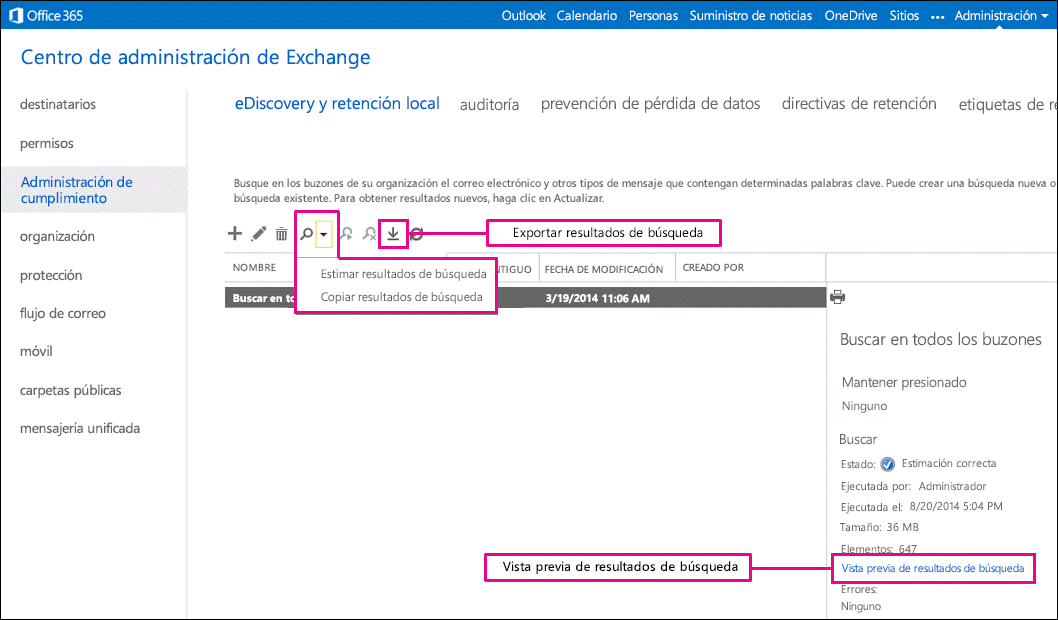 Office 365
Outlook Calendario Personas Suministro de noticias OneDrive Sitios ••• Administración
Centro de administración de Exchange
destinatarios
permisos
Administración de
cumplimiento
organización
protección
flujo de correo
móvil
carpetas públicas
mensajería unificada
eDiscovery y retención local auditoría prevención de pérdida de datos directivas de retención etiquetas de re
Busque en los buzones de su organización el correo electrónico y otros tipos de mensaje que contengan determinadas palabras clave. Puede crear una búsqueda nueva o
búsqueda existente. Para obtener resultados nuevos, haga clic en Actualizar.
Exportar resultados de búsqueda
NOMBRE NTIGUO FECHA DE MODIFICACIÓN CREADO POR
Estimar resultados de búsqueda
Copiar resultados de búsqueda
Buscar en to 3/19/2014 11:06 AM
Buscar en todos los buzones
Mantener presionado
Ninguno
Buscar
Estado: Estimación correcta
Ejecutada por: Administrador
Ejecutada el: 8/20/2014 5:04 PM
Tamaño: 36 MB
Elementos: 647
Vista previa de resultados de búsqueda
Vista previa de resultados de búsqueda
Errores:
Ninguno